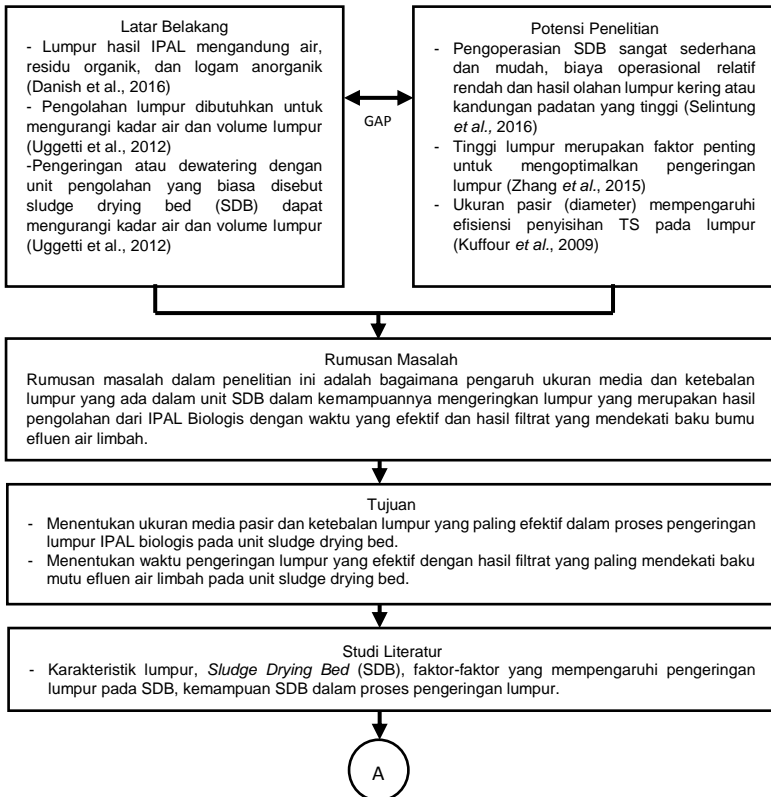 Latar Belakang
- Lumpur hasil IPAL mengandung air,
residu organik, dan logam anorganik
(Danish et al., 2016)
- Pengolahan lumpur dibutuhkan untuk
mengurangi kadar air dan volume lumpur
(Uggetti et al., 2012)
-Pengeringan atau dewatering dengan
unit pengolahan yang biasa disebut
sludge drying bed (SDB) dapat
mengurangi kadar air dan volume lumpur
(Uggetti et al., 2012)
GAP
Potensi Penelitian
- Pengoperasian SDB sangat sederhana
dan mudah, biaya operasional relatif
rendah dan hasil olahan lumpur kering atau
kandungan padatan yang tinggi (Selintung
et al., 2016)
- Tinggi lumpur merupakan faktor penting
untuk mengoptimalkan pengeringan
lumpur (Zhang et al., 2015)
- Ukuran pasir (diameter) mempengaruhi
efisiensi penyisihan TS pada lumpur
(Kuffour et al., 2009)
Rumusan Masalah
Rumusan masalah dalam penelitian ini adalah bagaimana pengaruh ukuran media dan ketebalan
lumpur yang ada dalam unit SDB dalam kemampuannya mengeringkan lumpur yang merupakan hasil
pengolahan dari IPAL Biologis dengan waktu yang efektif dan hasil filtrat yang mendekati baku bumu
efluen air limbah.
Tujuan
- Menentukan ukuran media pasir dan ketebalan lumpur yang paling efektif dalam proses pengeringan
lumpur IPAL biologis pada unit sludge drying bed.
- Menentukan waktu pengeringan lumpur yang efektif dengan hasil filtrat yang paling mendekati baku
mutu efluen air limbah pada unit sludge drying bed.
Studi Literatur
- Karakteristik lumpur, Sludge Drying Bed (SDB), faktor-faktor yang mempengaruhi pengeringan
lumpur pada SDB, kemampuan SDB dalam proses pengeringan lumpur.
A